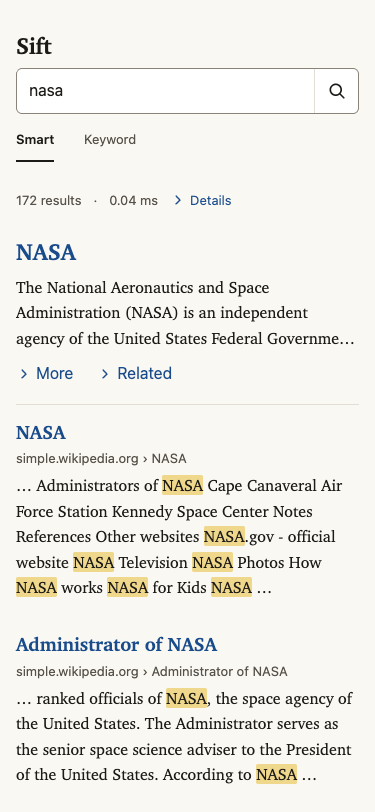 Sift
nasa
Smart Keyword
172 results · 0.04 ms > Details
NASA
The National Aeronautics and Space
Administration (NASA) is an independent
agency of the United States Federal Governme…
> More > Related
NASA
simple.wikipedia.org › NASA
… Administrators of NASA Cape Canaveral Air
Force Station Kennedy Space Center Notes
References Other websites NASA.gov - official
website NASA Television NASA Photos How
NASA works NASA for Kids NASA …
Administrator of NASA
simple.wikipedia.org › Administrator of NASA
… ranked officials of NASA, the space agency of
the United States. The Administrator serves as
the senior space science adviser to the President
of the United States. According to NASA …